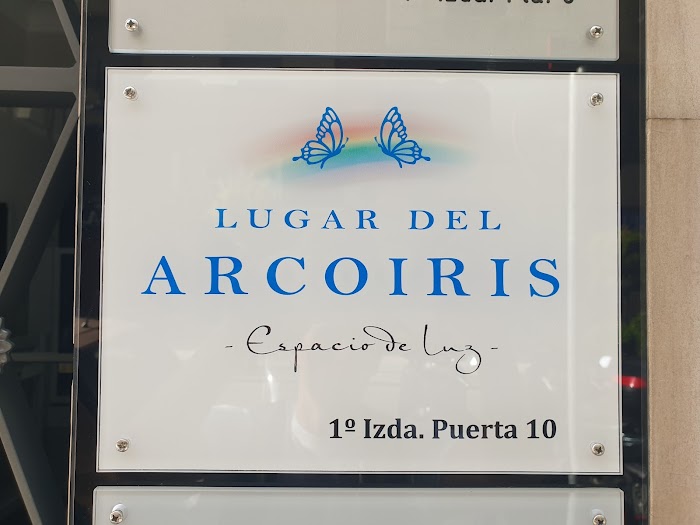 LUGAR DEL
ARCOIRIS
- Espacio de Luz -
1º Izda. Puerta 10